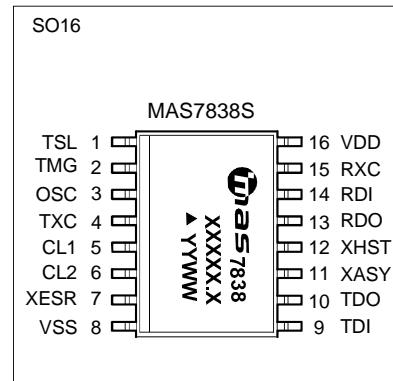 SO16
MAS7838S
TSL 1
TMG 2
OSC 3
TXC 4
CL1 5
CL2 6
XESR 7
VSS 8
mas 7838
XXXXX.X
▲ YYWW
16 VDD
15 RXC
14 RDI
13 RDO
12 XHST
11 XASY
10 TDO
9 TDI